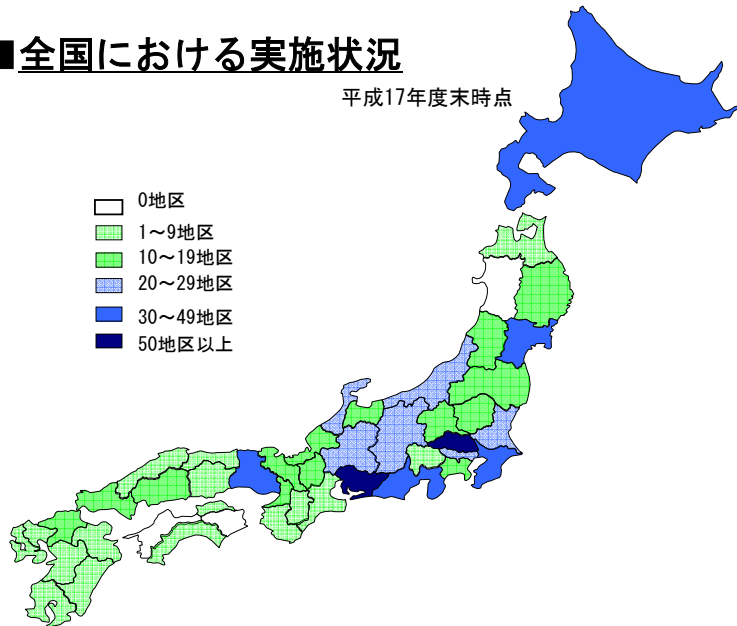 ■全国における実施状況
平成17年度末時点
0地区
1～9地区
10～19地区
20～29地区
30～49地区
50地区以上